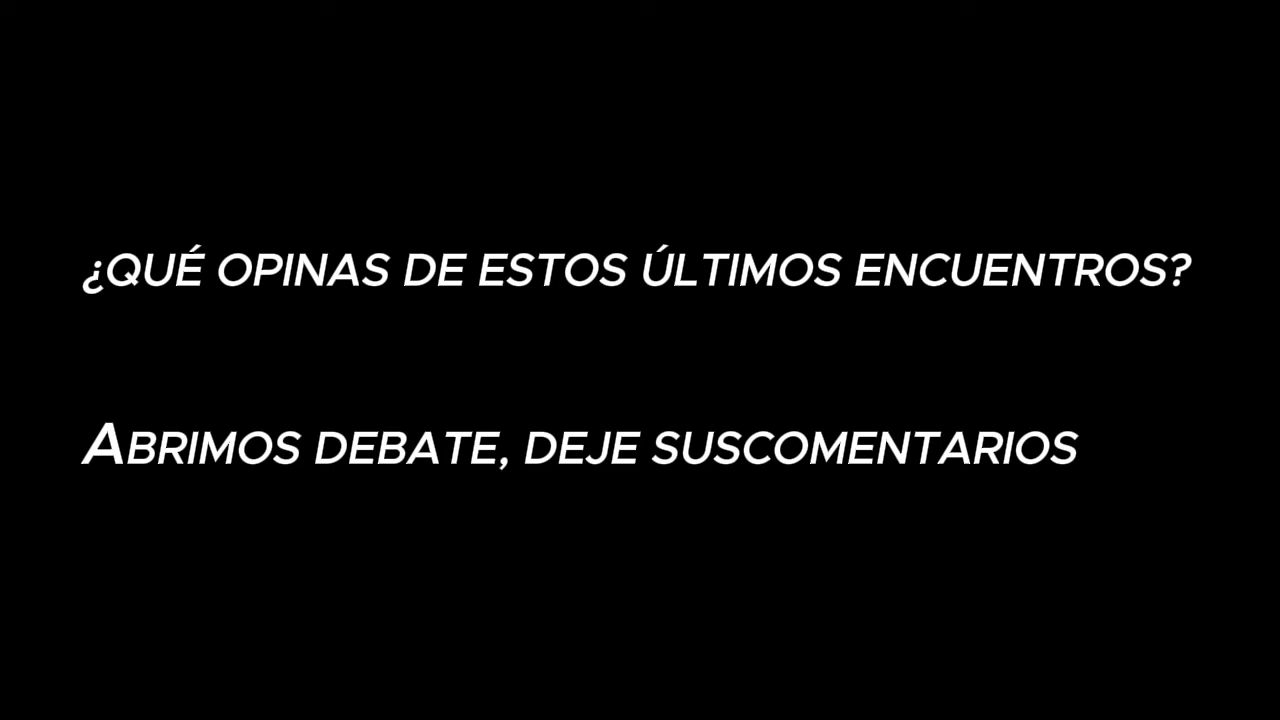 ¿QUÉ OPINAS DE ESTOS ÚLTIMOS ENCUENTROS?
ABRIMOS DEBATE, DEJE SUSCOMENTARIOS